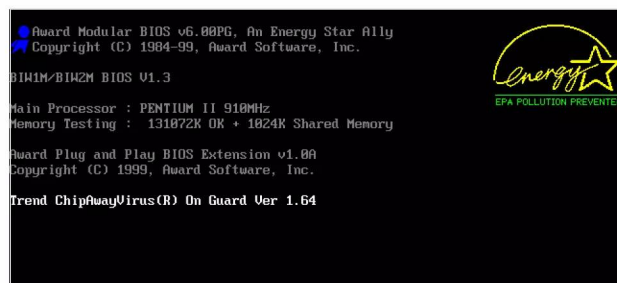 Award Modular BIOS v6.00PG, An Energy Star Ally
Copyright (C) 1984-99, Award Software, Inc.
BIW1M/BIW2M BIOS V1.3
Main Processor : PENTIUM II 910MHz
Memory Testing : 131072K OK + 1024K Shared Memory
Award Plug and Play BIOS Extension v1.0A
Copyright (C) 1999, Award Software, Inc.
Trend ChipAwayVirus(R) On Guard Ver 1.64
energy
EPA POLLUTION PREVENTE